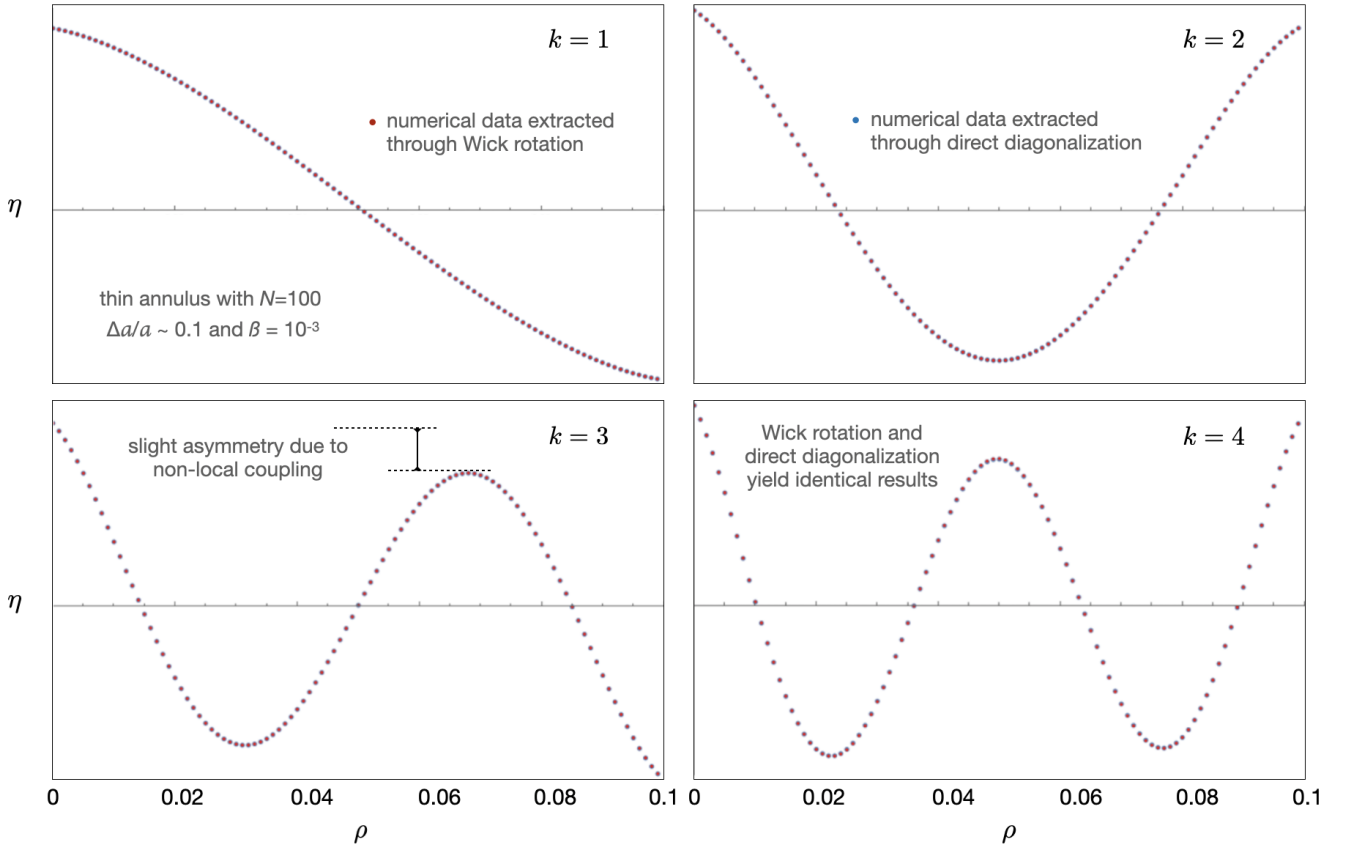 k = 1
numerical data extracted
through Wick rotation
η
thin annulus with N=100
Δa/a ~ 0.1 and ß = 10⁻³
k = 2
numerical data extracted
through direct diagonalization
slight asymmetry due to
non-local coupling
k = 3
η
Wick rotation and
direct diagonalization
yield identical results
k = 4
0 0.02 0.04 0.06 0.08 0.1
0 0.02 0.04 0.06 0.08 0.1
ρ
ρ